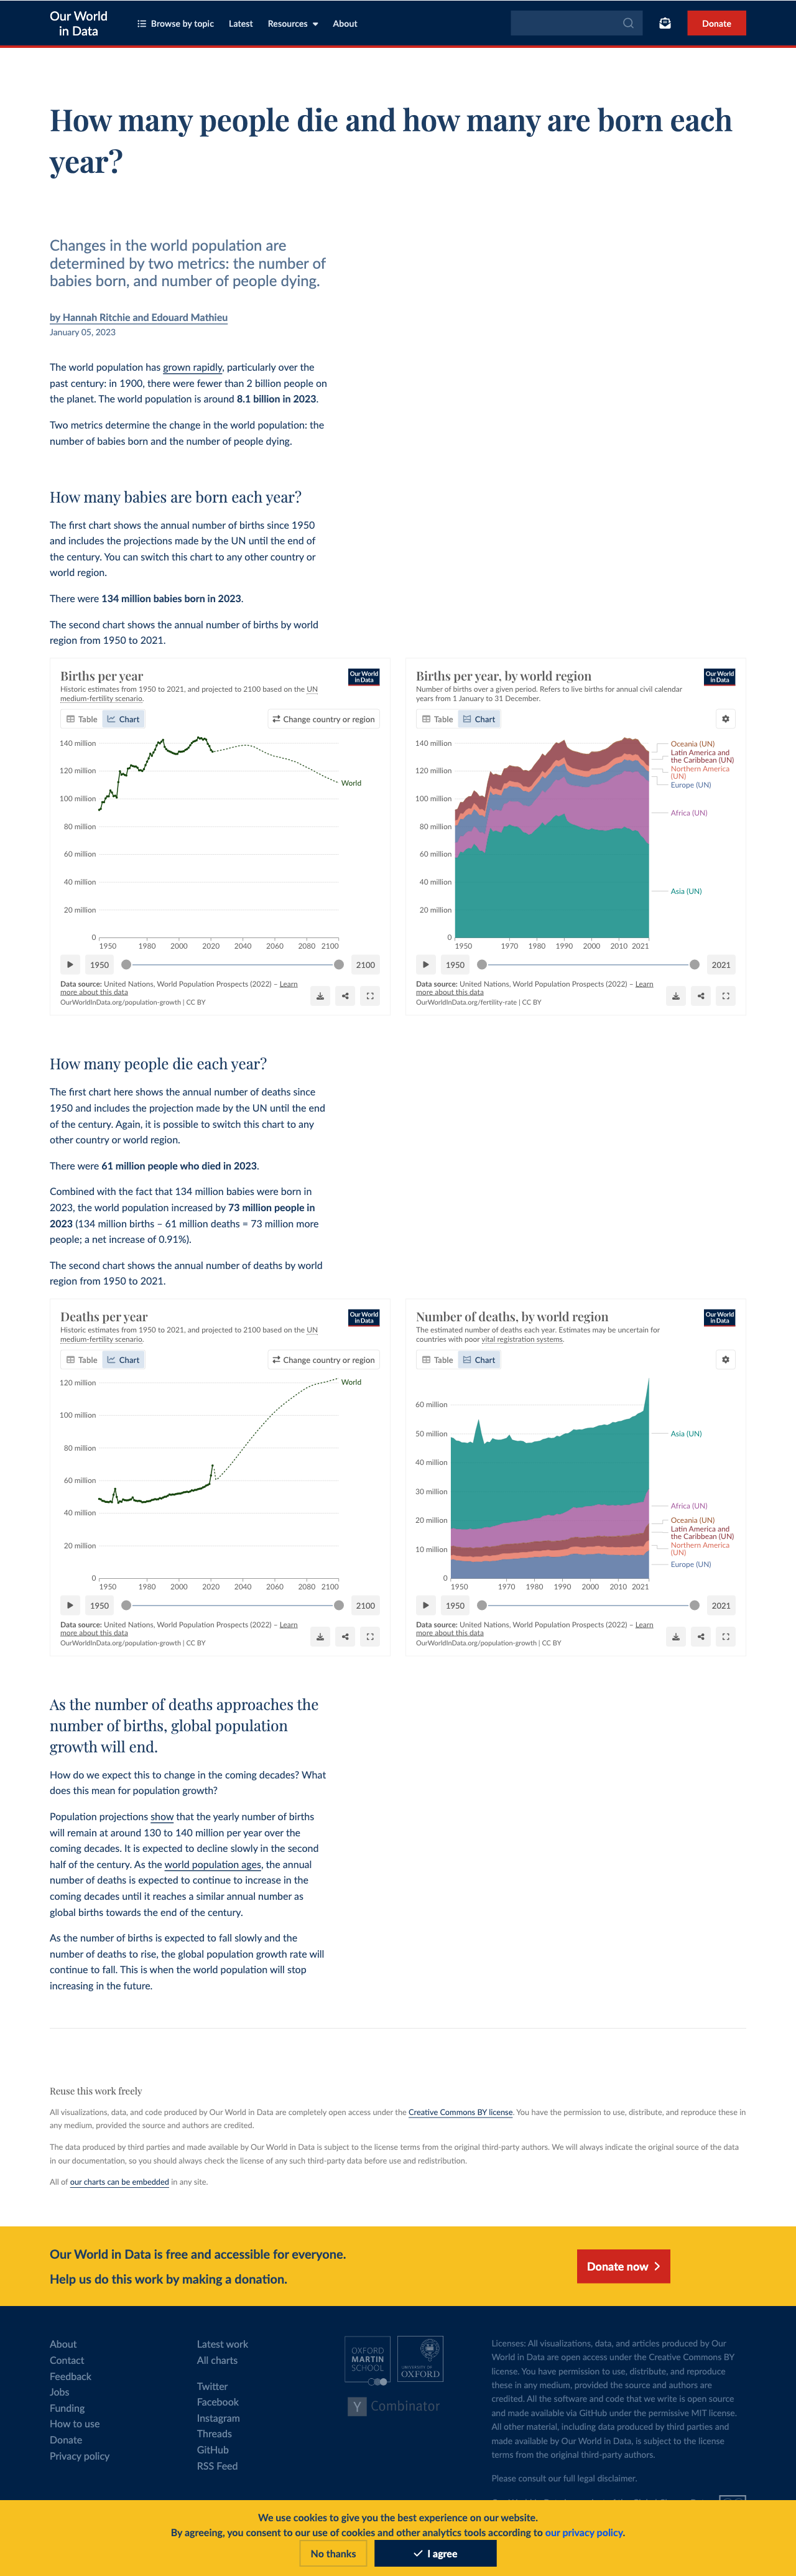 Our World
in Data
Browse by topic
Latest
Resources
About
Donate
How many people die and how many are born each
year?
Changes in the world population are
determined by two metrics: the number of
babies born, and number of people dying.
by Hannah Ritchie and Edouard Mathieu
January 05, 2023
The world population has grown rapidly, particularly over the
past century: in 1900, there were fewer than 2 billion people on
the planet. The world population is around 8.1 billion in 2023.
Two metrics determine the change in the world population: the
number of babies born and the number of people dying.
How many babies are born each year?
The first chart shows the annual number of births since 1950
and includes the projections made by the UN until the end of
the century. You can switch this chart to any other country or
world region.
There were 134 million babies born in 2023.
The second chart shows the annual number of births by world
region from 1950 to 2021.
Births per year
Our World
in Data
Historic estimates from 1950 to 2021, and projected to 2100 based on the UN
medium-fertility scenario.
Table
Chart
Change country or region
140 million
120 million
100 million
80 million
60 million
40 million
20 million
0
World
1950 1980 2000 2020 2040 2060 2080 2100
1950
2100
Data source: United Nations, World Population Prospects (2022) – Learn
more about this data
OurWorldInData.org/population-growth | CC BY
Births per year, by world region
Our World
in Data
Number of births over a given period. Refers to live births for annual civil calendar
years from 1 January to 31 December.
Table
Chart
140 million
120 million
100 million
80 million
60 million
40 million
20 million
0
Oceania (UN)
Latin America and
the Caribbean (UN)
Northern America
(UN)
Europe (UN)
Africa (UN)
Asia (UN)
1950 1970 1980 1990 2000 2010 2021
1950
2021
Data source: United Nations, World Population Prospects (2022) – Learn
more about this data
OurWorldInData.org/fertility-rate | CC BY
How many people die each year?
The first chart here shows the annual number of deaths since
1950 and includes the projection made by the UN until the end
of the century. Again, it is possible to switch this chart to any
other country or world region.
There were 61 million people who died in 2023.
Combined with the fact that 134 million babies were born in
2023, the world population increased by 73 million people in
2023 (134 million births – 61 million deaths = 73 million more
people; a net increase of 0.91%).
The second chart shows the annual number of deaths by world
region from 1950 to 2021.
Deaths per year
Our World
in Data
Historic estimates from 1950 to 2021, and projected to 2100 based on the UN
medium-fertility scenario.
Table
Chart
Change country or region
120 million
100 million
80 million
60 million
40 million
20 million
0
World
1950 1980 2000 2020 2040 2060 2080 2100
1950
2100
Data source: United Nations, World Population Prospects (2022) – Learn
more about this data
OurWorldInData.org/population-growth | CC BY
Number of deaths, by world region
Our World
in Data
The estimated number of deaths each year. Estimates may be uncertain for
countries with poor vital registration systems.
Table
Chart
60 million
50 million
40 million
30 million
20 million
10 million
0
Asia (UN)
Africa (UN)
Oceania (UN)
Latin America and
the Caribbean (UN)
Northern America
(UN)
Europe (UN)
1950 1970 1980 1990 2000 2010 2021
1950
2021
Data source: United Nations, World Population Prospects (2022) – Learn
more about this data
OurWorldInData.org/population-growth | CC BY
As the number of deaths approaches the
number of births, global population
growth will end.
How do we expect this to change in the coming decades? What
does this mean for population growth?
Population projections show that the yearly number of births
will remain at around 130 to 140 million per year over the
coming decades. It is expected to decline slowly in the second
half of the century. As the world population ages, the annual
number of deaths is expected to continue to increase in the
coming decades until it reaches a similar annual number as
global births towards the end of the century.
As the number of births is expected to fall slowly and the
number of deaths to rise, the global population growth rate will
continue to fall. This is when the world population will stop
increasing in the future.
Reuse this work freely
All visualizations, data, and code produced by Our World in Data are completely open access under the Creative Commons BY license. You have the permission to use, distribute, and reproduce these in
any medium, provided the source and authors are credited.
The data produced by third parties and made available by Our World in Data is subject to the license terms from the original third-party authors. We will always indicate the original source of the data
in our documentation, so you should always check the license of any such third-party data before use and redistribution.
All of our charts can be embedded in any site.
Our World in Data is free and accessible for everyone.
Help us do this work by making a donation.
Donate now
About
Contact
Feedback
Jobs
Funding
How to use
Donate
Privacy policy
Latest work
All charts
Twitter
Facebook
Instagram
Threads
GitHub
RSS Feed
OXFORD
MARTIN
SCHOOL
UNIVERSITY OF
OXFORD
Y Combinator
Licenses: All visualizations, data, and articles produced by Our
World in Data are open access under the Creative Commons BY
license. You have permission to use, distribute, and reproduce
these in any medium, provided the source and authors are
credited. All the software and code that we write is open source
and made available via GitHub under the permissive MIT license.
All other material, including data produced by third parties and
made available by Our World in Data, is subject to the license
terms from the original third-party authors.
Please consult our full legal disclaimer.
We use cookies to give you the best experience on our website.
By agreeing, you consent to our use of cookies and other analytics tools according to our privacy policy.
No thanks
I agree